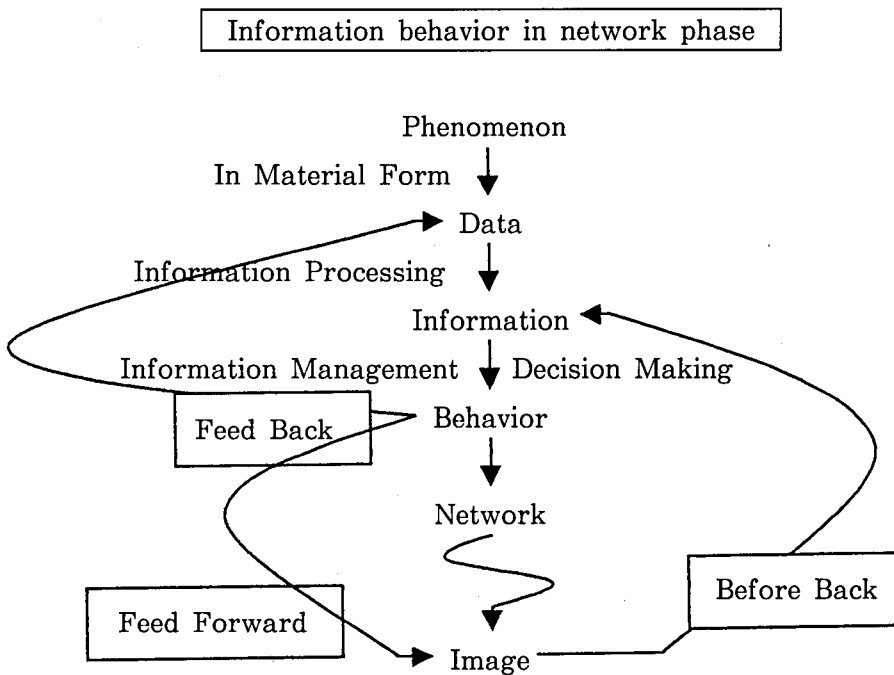 Information behavior in network phase
Phenomenon
In Material Form
Data
Information Processing
Information
Information Management
Decision Making
Feed Back
Behavior
Network
Before Back
Feed Forward
Image